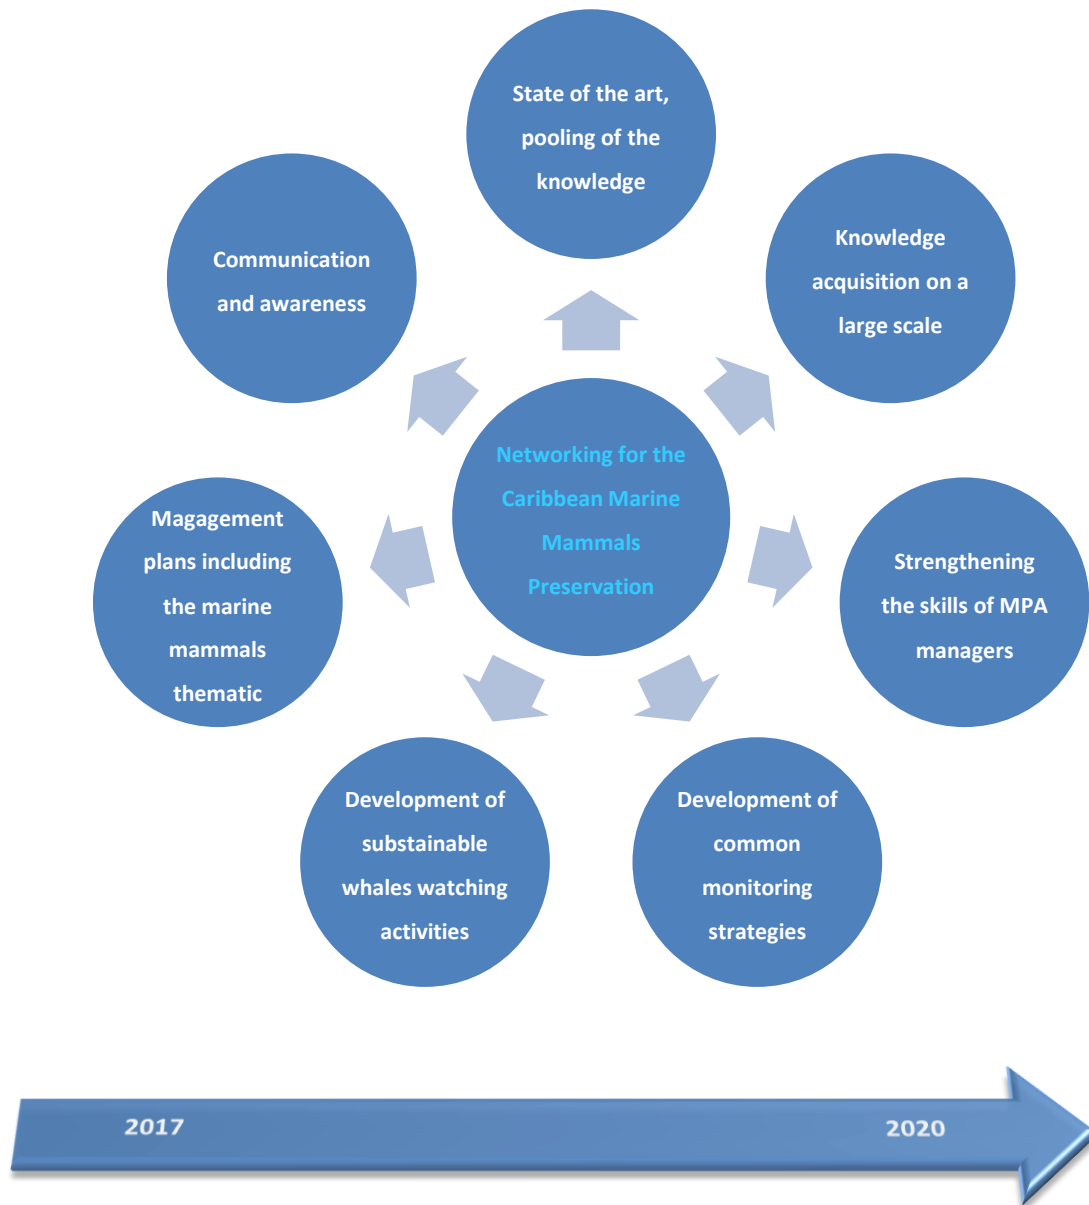 State of the art,
pooling of the
knowledge
Knowledge
acquisition on a
large scale
Strengthening
the skills of MPA
managers
Development of
common
monitoring
strategies
Development of
substainable
whales watching
activities
Magagement
plans including
the marine
mammals
thematic
Communication
and awareness
Networking for the
Caribbean Marine
Mammals
Preservation
2017
2020